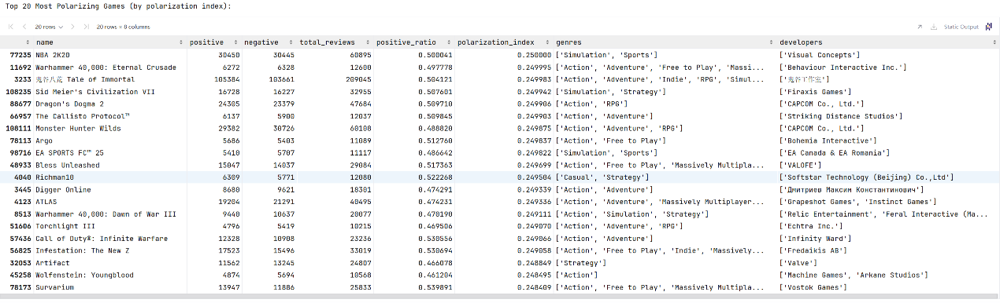 Top 20 Most Polarizing Games (by polarization index):
20 rows 20 rows × 8 columns Static Output
name positive negative total_reviews positive_ratio polarization_index genres developers
77235 NBA 2K20 30450 30445 60895 0.500041 0.250000 ['Simulation', 'Sports'] ['Visual Concepts']
11692 Warhammer 40,000: Eternal Crusade 6272 6328 12600 0.497778 0.249995 ['Action', 'Adventure', 'Free to Play', 'Massi... ['Behaviour Interactive Inc.']
3233 鬼谷八荒 Tale of Immortal 105384 103661 209045 0.504121 0.249983 ['Action', 'Adventure', 'Indie', 'RPG', 'Simul... ['鬼谷工作室']
108235 Sid Meier's Civilization VII 16728 16227 32955 0.507601 0.249942 ['Simulation', 'Strategy'] ['Firaxis Games']
88677 Dragon's Dogma 2 24305 23379 47684 0.509710 0.249906 ['Action', 'RPG'] ['CAPCOM Co., Ltd.']
66957 The Callisto Protocol™ 6137 5900 12037 0.509845 0.249903 ['Action', 'Adventure'] ['Striking Distance Studios']
108111 Monster Hunter Wilds 29382 30726 60108 0.488820 0.249875 ['Action', 'Adventure', 'RPG'] ['CAPCOM Co., Ltd.']
78113 Argo 5686 5403 11089 0.512760 0.249837 ['Action', 'Free to Play'] ['Bohemia Interactive']
98716 EA SPORTS FC™ 25 5410 5707 11117 0.486642 0.249822 ['Simulation', 'Sports'] ['EA Canada & EA Romania']
48933 Bless Unleashed 15047 14037 29084 0.517363 0.249699 ['Action', 'Free to Play', 'Massively Multipla... ['VALOFE']
4040 Richman10 6309 5771 12080 0.522268 0.249504 ['Casual', 'Strategy'] ['Softstar Technology (Beijing) Co.,Ltd']
3445 Digger Online 8680 9621 18301 0.474291 0.249339 ['Action', 'Adventure'] ['Дмитриев Максим Константинович']
4123 ATLAS 19204 21291 40495 0.474231 0.249336 ['Action', 'Adventure', 'Massively Multiplayer... ['Grapeshot Games', 'Instinct Games']
8513 Warhammer 40,000: Dawn of War III 9440 10637 20077 0.470190 0.249111 ['Action', 'Simulation', 'Strategy'] ['Relic Entertainment', 'Feral Interactive (Ma...
51606 Torchlight III 4796 5419 10215 0.469506 0.249070 ['Action', 'Adventure', 'RPG'] ['Echtra Inc.']
57436 Call of Duty®: Infinite Warfare 12328 10908 23236 0.530556 0.249066 ['Action', 'Adventure'] ['Infinity Ward']
56825 Infestation: The New Z 17523 15496 33019 0.530694 0.249058 ['Action', 'Free to Play', 'Indie', 'Massively... ['Fredaikis AB']
32053 Artifact 11562 13245 24807 0.466078 0.248849 ['Strategy'] ['Valve']
45258 Wolfenstein: Youngblood 4874 5694 10568 0.461204 0.248495 ['Action'] ['Machine Games', 'Arkane Studios']
78173 Survarium 13947 11886 25833 0.539891 0.248409 ['Action', 'Free to Play', 'Massively Multipla... ['Vostok Games']